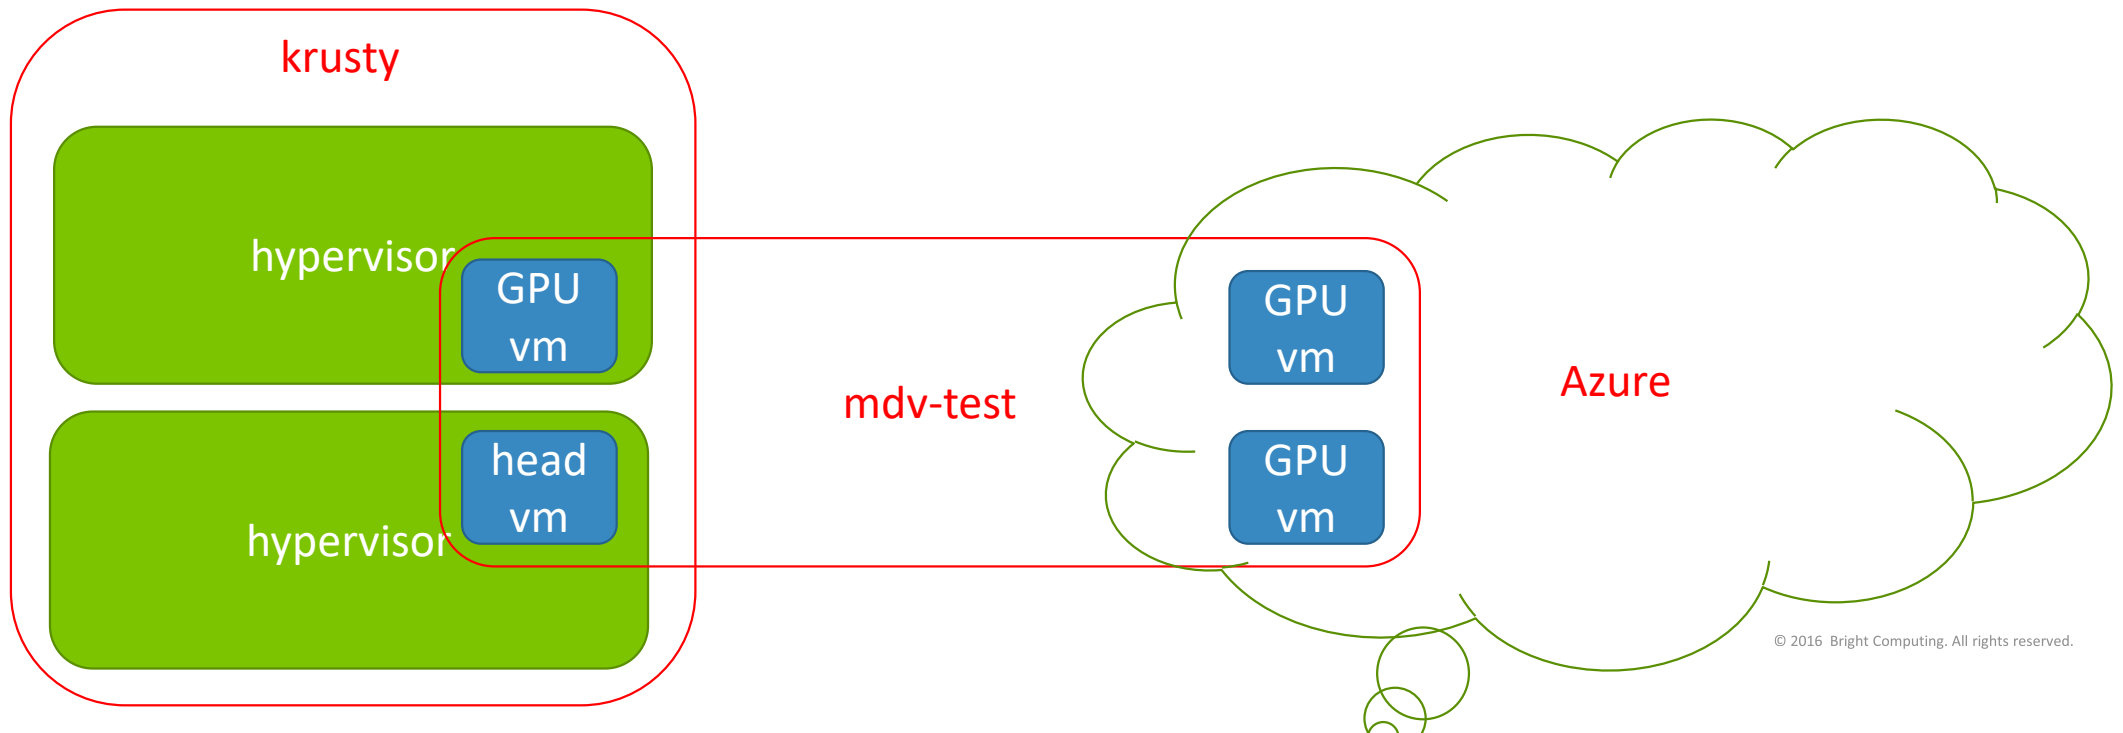 krusty
hypervisor
GPU
vm
hypervisor
head
vm
mdv-test
GPU
vm
GPU
vm
Azure
© 2016 Bright Computing. All rights reserved.